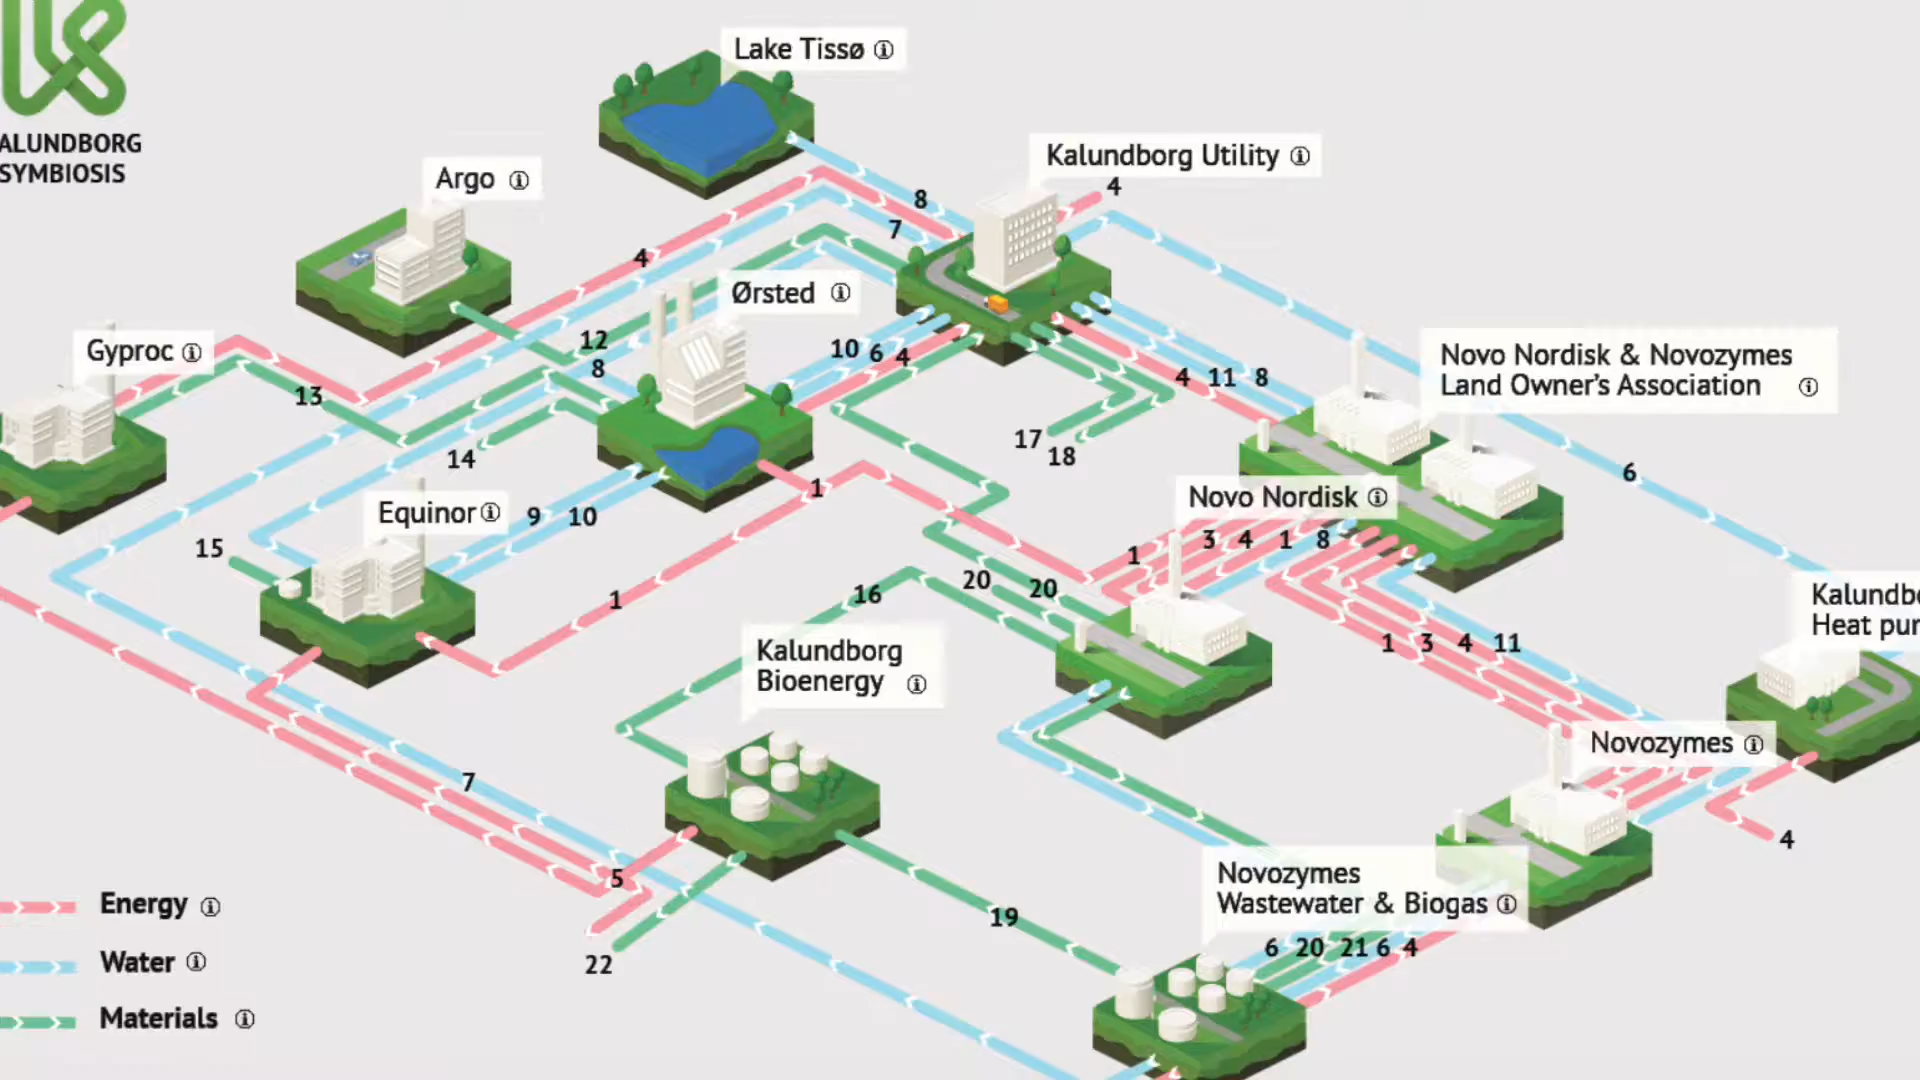 Lake Tissø
ALUNDBORG
SYMBIOSIS
Kalundborg Utility
Argo
4
8
7
4
Ørsted
Gyproc
12
8
10 6 4
13
4 11 8
Novo Nordisk & Novozymes
Land Owner's Association
14
17
18
6
1
Novo Nordisk
Equinor
9 10
15
1 3 4 1 8
20
20
16
1
Kalundborg
Bioenergy
1 3 4 11
Kalundbo
Heat pur
Novozymes
7
4
5
Novozymes
Wastewater & Biogas
19
6 20 21 6 4
22
Energy
Water
Materials